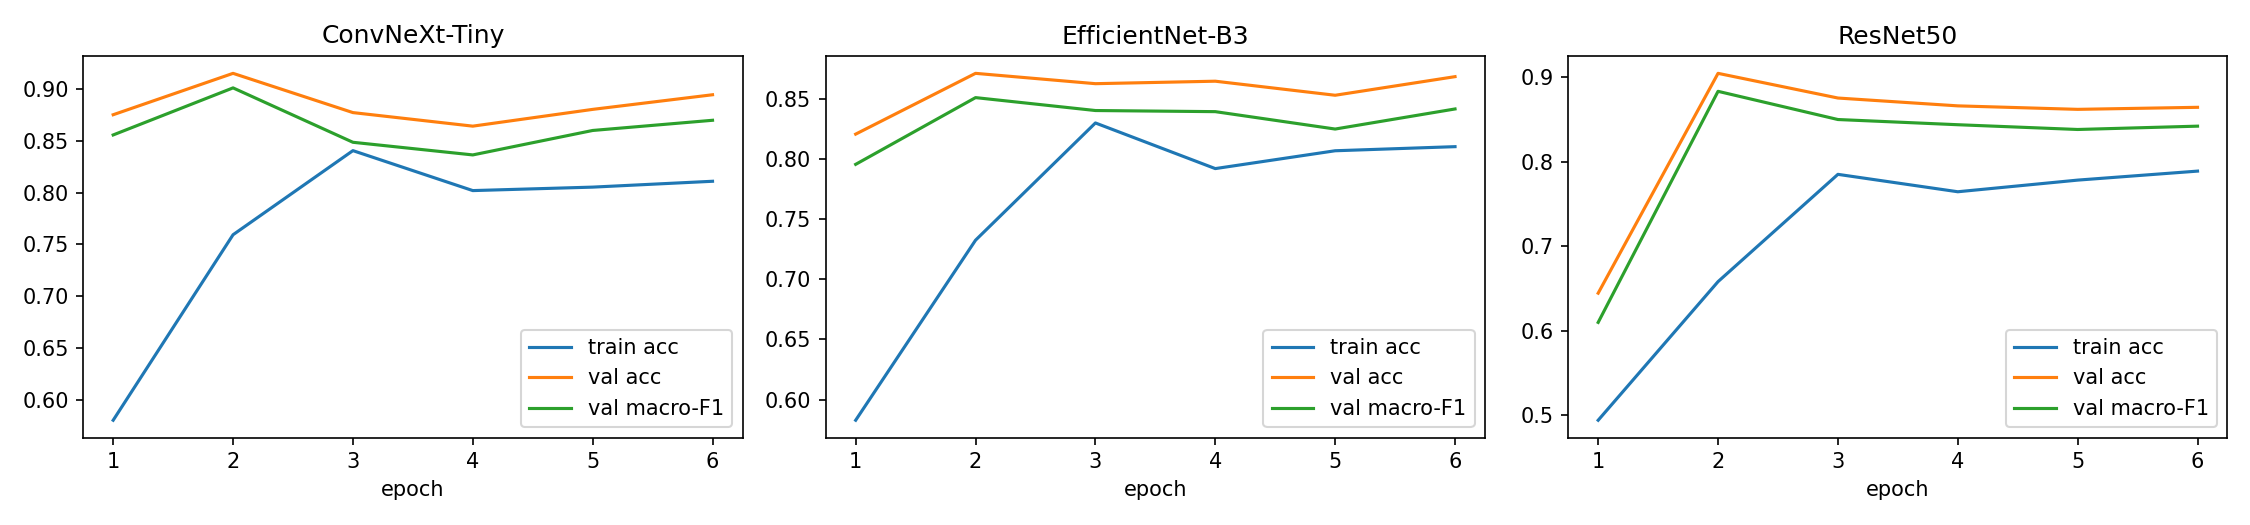 ConvNeXt-Tiny
0.90
0.85
0.80
0.75
0.70
0.65
0.60
train acc
val acc
val macro-F1
1 2 3 4 5 6
epoch
EfficientNet-B3
0.85
0.80
0.75
0.70
0.65
0.60
train acc
val acc
val macro-F1
1 2 3 4 5 6
epoch
ResNet50
0.9
0.8
0.7
0.6
0.5
train acc
val acc
val macro-F1
1 2 3 4 5 6
epoch